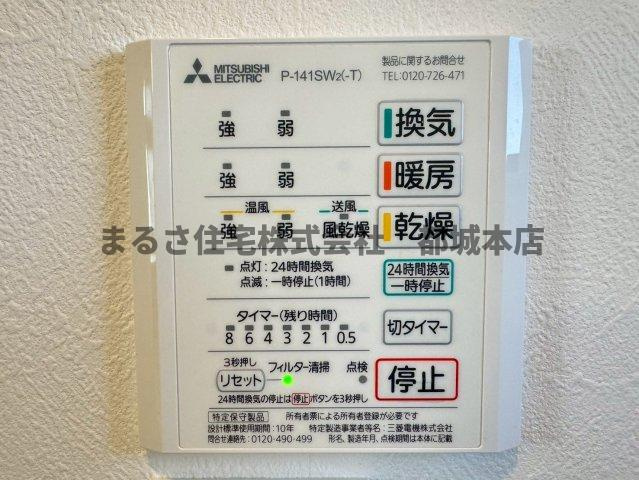 MITSUBISHI ELECTRIC P-141SW2(-T) 製品に関するお問合せ
TEL:0120-726-471
強 弱 換気
強 弱 暖房
温風 送風
強 弱 風乾燥 乾燥
まるさ住宅株式会社 都城本店
点灯:24時間換気
点滅:一時停止(1時間)
24時間換気
一時停止
タイマー(残り時間)
8 6 4 3 2 1 0.5
切タイマー
3秒押し
リセット フィルター清掃 点検
停止
24時間換気の停止は停止ボタンを3秒押し
特定保守製品 所有者票による所有者登録が必要です
設計標準使用期間:10年 特定製造事業者等名:三菱電機株式会社
問合せ連絡先:0120-490-499 形名、製造年月、点検期間は本体に記載